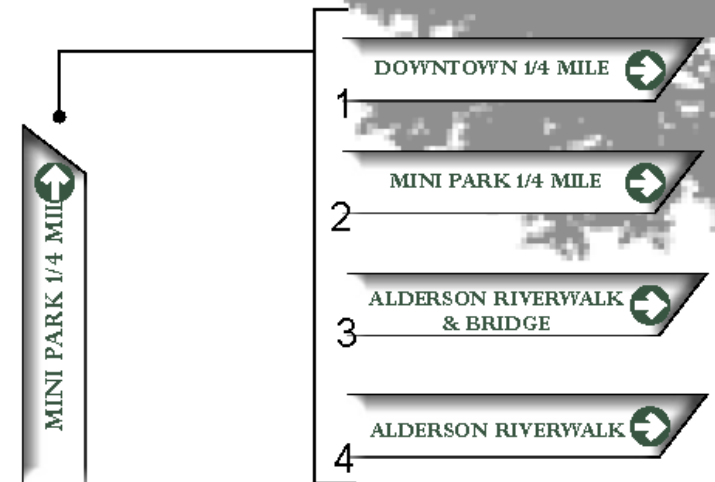 DOWNTOWN 1/4 MILE
1
MINI PARK 1/4 MILE
2
ALDERSON RIVERWALK
& BRIDGE
3
ALDERSON RIVERWALK
4
MINI PARK 1/4 MIL